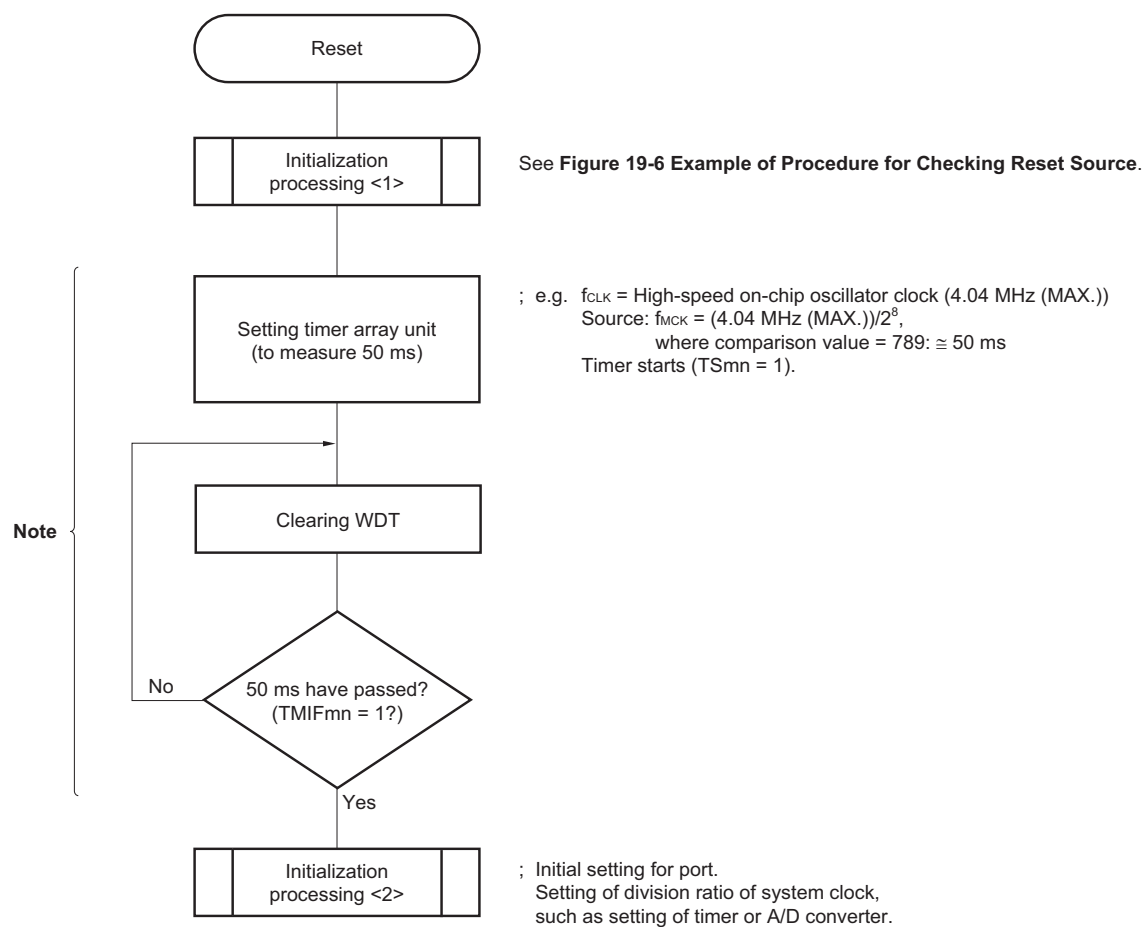 Reset
Initialization
processing <1>
See Figure 19-6 Example of Procedure for Checking Reset Source.
Setting timer array unit
(to measure 50 ms)
; e.g. fCLK = High-speed on-chip oscillator clock (4.04 MHz (MAX.))
Source: fMCK = (4.04 MHz (MAX.))/2⁸,
where comparison value = 789: ≅ 50 ms
Timer starts (TSmn = 1).
Note
Clearing WDT
50 ms have passed?
(TMIFmn = 1?)
No
Yes
Initialization
processing <2>
; Initial setting for port.
Setting of division ratio of system clock,
such as setting of timer or A/D converter.